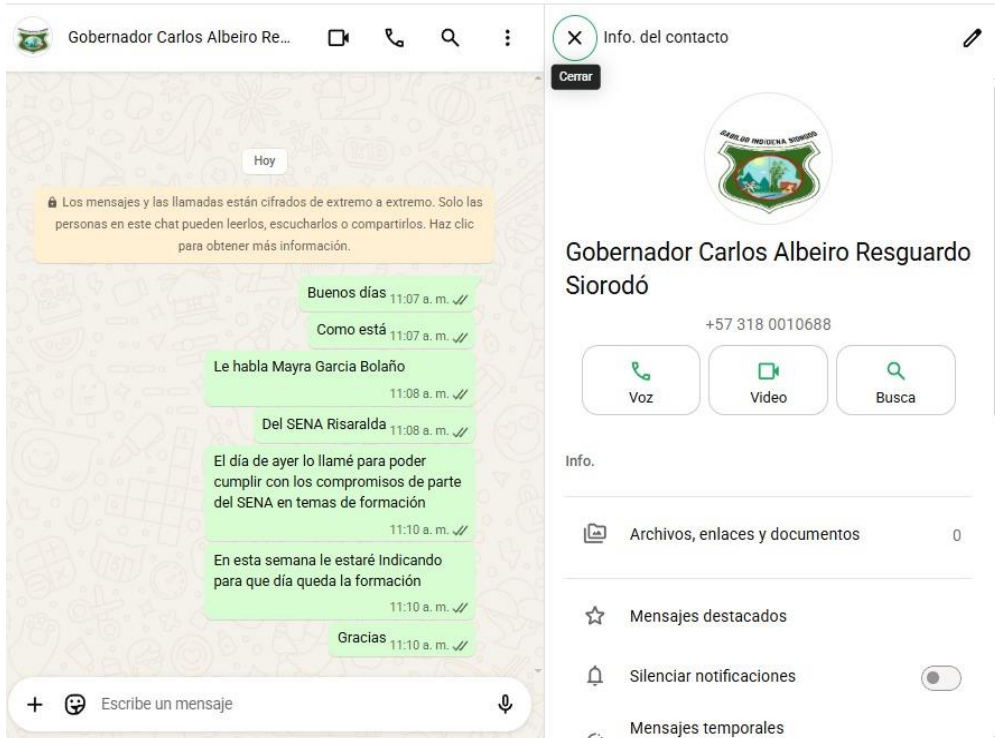 Gobernador Carlos Albeiro Re...
Hoy
Los mensajes y las llamadas están cifrados de extremo a extremo. Solo las
personas en este chat pueden leerlos, escucharlos o compartirlos. Haz clic
para obtener más información.
Buenos días 11:07 a. m.
Como está 11:07 a. m.
Le habla Mayra Garcia Bolaño
11:08 a. m.
Del SENA Risaralda 11:08 a. m.
El día de ayer lo llamé para poder
cumplir con los compromisos de parte
del SENA en temas de formación
11:10 a. m.
En esta semana le estaré Indicando
para que día queda la formación
11:10 a. m.
Gracias 11:10 a. m.
Escribe un mensaje
Info. del contacto
Cerrar
CABILDO INDIGENA SIORODO
Gobernador Carlos Albeiro Resguardo
Siorodó
+57 318 0010688
Voz
Video
Busca
Info.
Archivos, enlaces y documentos 0
Mensajes destacados
Silenciar notificaciones
Mensajes temporales